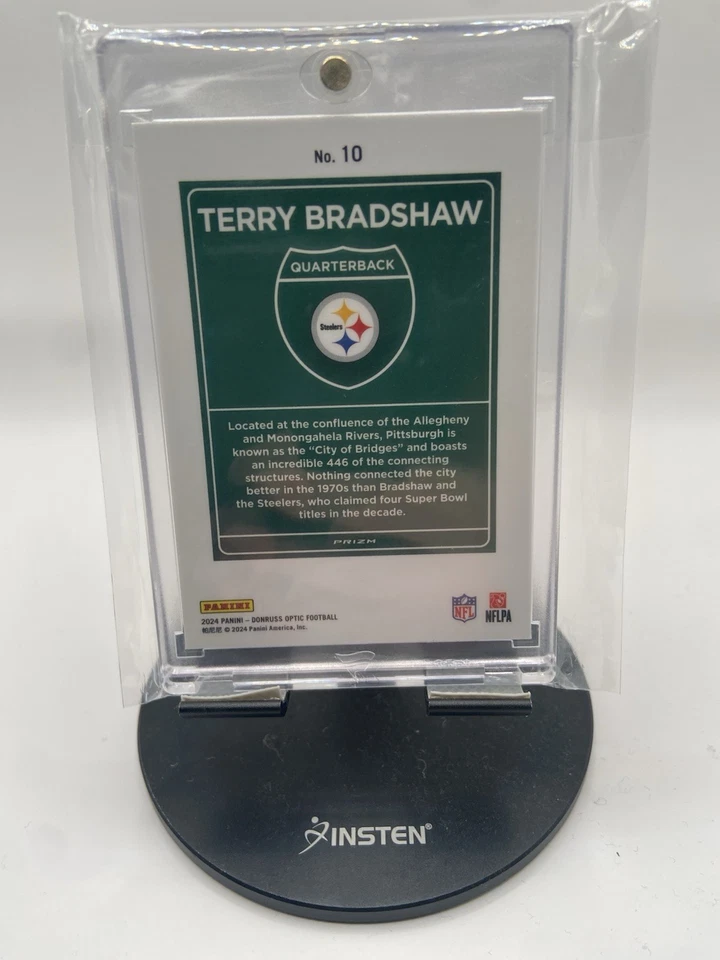 No. 10
TERRY BRADSHAW
QUARTERBACK
Steelers
Located at the confluence of the Allegheny
and Monongahela Rivers, Pittsburgh is
known as the “City of Bridges” and boasts
an incredible 446 of the connecting
structures. Nothing connected the city
better in the 1970s than Bradshaw and
the Steelers, who claimed four Super Bowl
titles in the decade.
PRIZM
PANINI
2024 PANINI – DONRUSS OPTIC FOOTBALL
帕尼尼 © 2024 Panini America, Inc.
NFL
NFLPA
INSTEN®